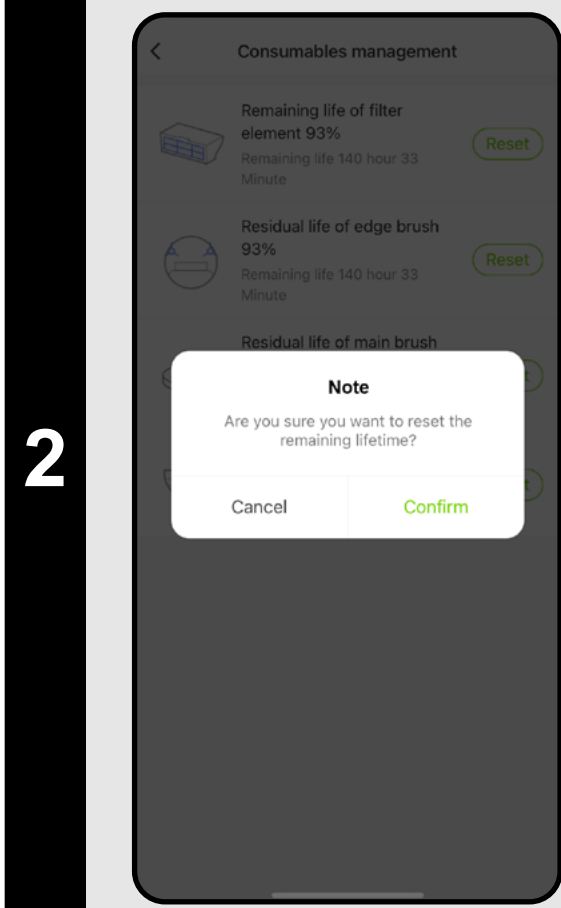 2
Consumables management
Remaining life of filter
element 93%
Reset
Remaining life 140 hour 33
Minute
Residual life of edge brush
93%
Reset
Remaining life 140 hour 33
Minute
Residual life of main brush
Note
Are you sure you want to reset the
remaining lifetime?
Cancel
Confirm